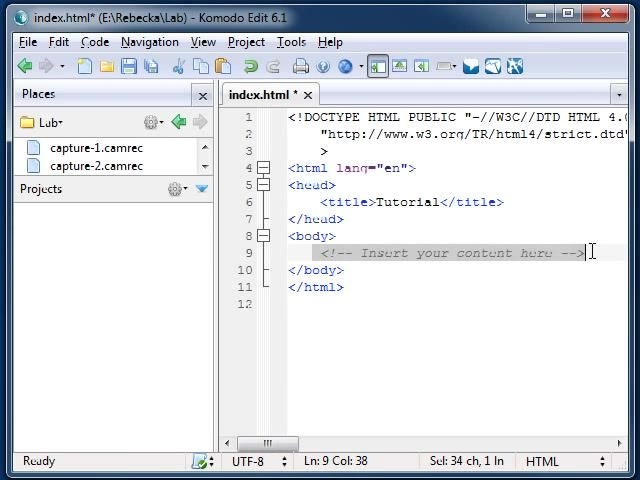 index.html* (E:\Rebecka\Lab) - Komodo Edit 6.1
File Edit Code Navigation View Project Tools Help
Places
index.html *
Lab
capture-1.camrec
capture-2.camrec
Projects
1 <!DOCTYPE HTML PUBLIC "-//W3C//DTD HTML 4.0
2 "http://www.w3.org/TR/html4/strict.dtd"
3 >
4 <html lang="en">
5 <head>
6 <title>Tutorial</title>
7 </head>
8 <body>
9 <!-- Insert your content here -->
10 </body>
11 </html>
12
Ready UTF-8 Ln: 9 Col: 38 Sel: 34 ch, 1 ln HTML